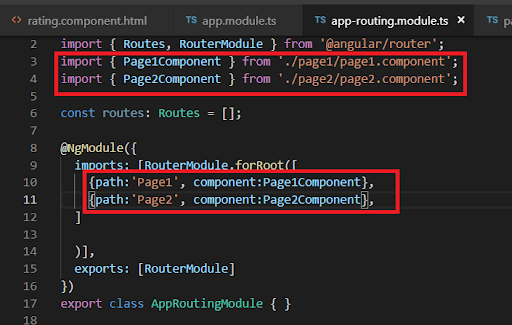 rating.component.html TS app.module.ts TS app-routing.module.ts × TS
2 import { Routes, RouterModule } from '@angular/router';
3 import { Page1Component } from './page1/page1.component';
4 import { Page2Component } from './page2/page2.component';
5
6 const routes: Routes = [];
7
8 @NgModule({
9 imports: [RouterModule.forRoot([
10 {path:'Page1', component:Page1Component},
11 {path:'Page2', component:Page2Component},
12 ]
13
14 )],
15 exports: [RouterModule]
16 })
17 export class AppRoutingModule { }